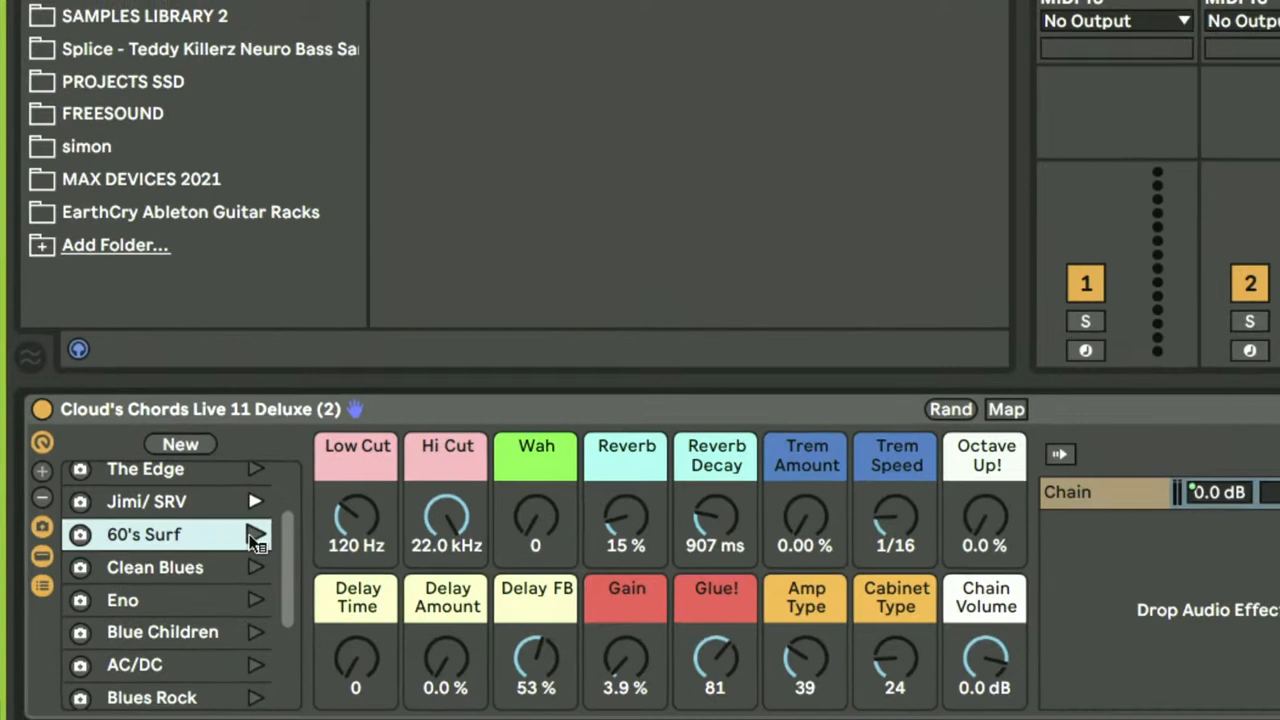 SAMPLES LIBRARY 2
Splice - Teddy Killerz Neuro Bass Sa
PROJECTS SSD
FREESOUND
simon
MAX DEVICES 2021
EarthCry Ableton Guitar Racks
Add Folder...
No Output
No Outp
1
2
S
S
Cloud's Chords Live 11 Deluxe (2)
Rand
Map
New
The Edge
Jimi/ SRV
60's Surf
Clean Blues
Eno
Blue Children
AC/DC
Blues Rock
Low Cut
Hi Cut
Wah
Reverb
Reverb
Decay
Trem
Amount
Trem
Speed
Octave
Up!
120 Hz
22.0 kHz
0
15 %
907 ms
0.00 %
1/16
0.0 %
Delay
Time
Delay
Amount
Delay FB
Gain
Glue!
Amp
Type
Cabinet
Type
Chain
Volume
0
0.0 %
53 %
3.9 %
81
39
24
0.0 dB
Chain
0.0 dB
Drop Audio Effec